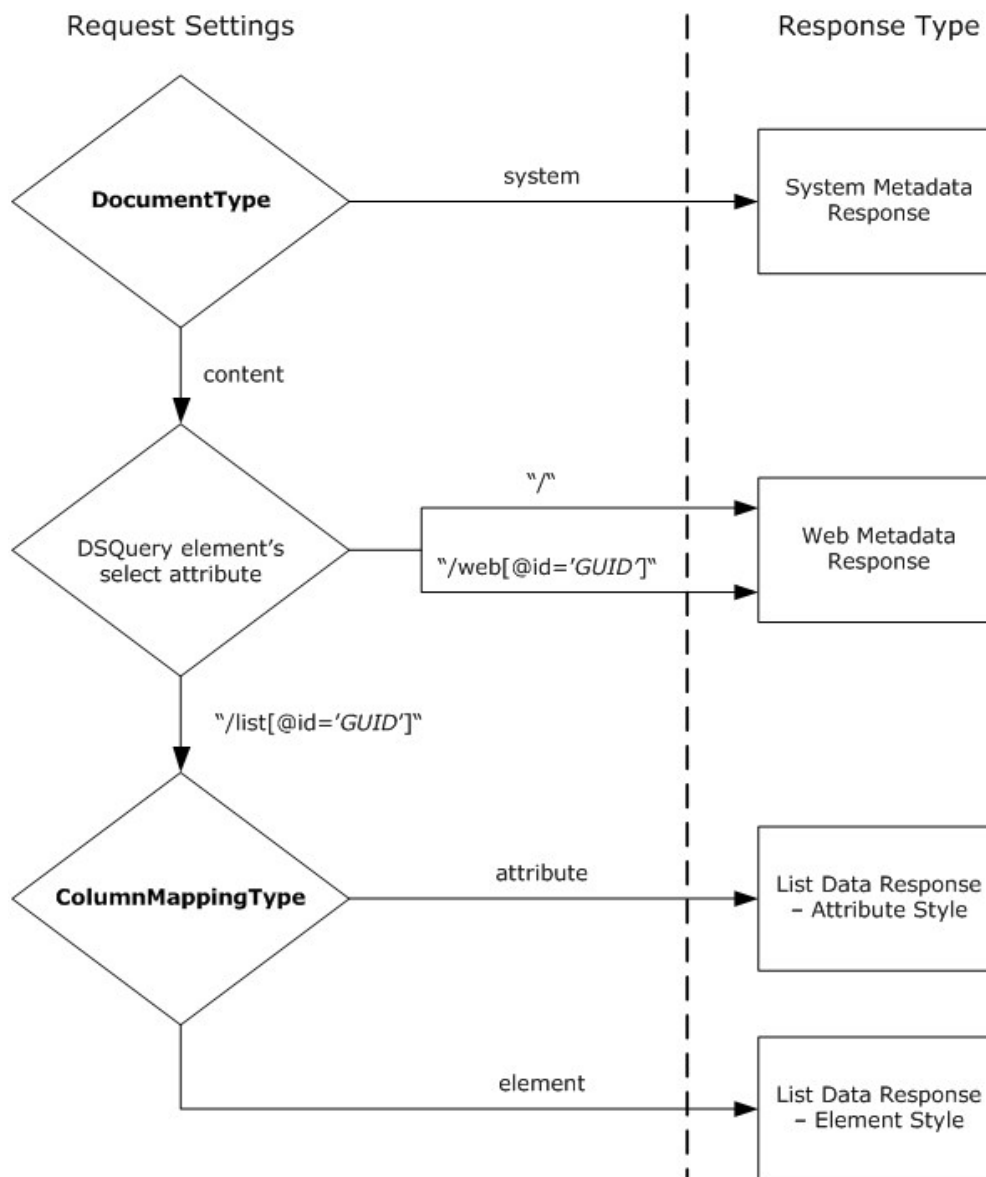 Request Settings
Response Type
DocumentType
system
System Metadata
Response
content
DSQuery element’s
select attribute
“/“
“/web[@id=’GUID’]“
Web Metadata
Response
“/list[@id=’GUID’]“
ColumnMappingType
attribute
List Data Response
– Attribute Style
element
List Data Response
– Element Style